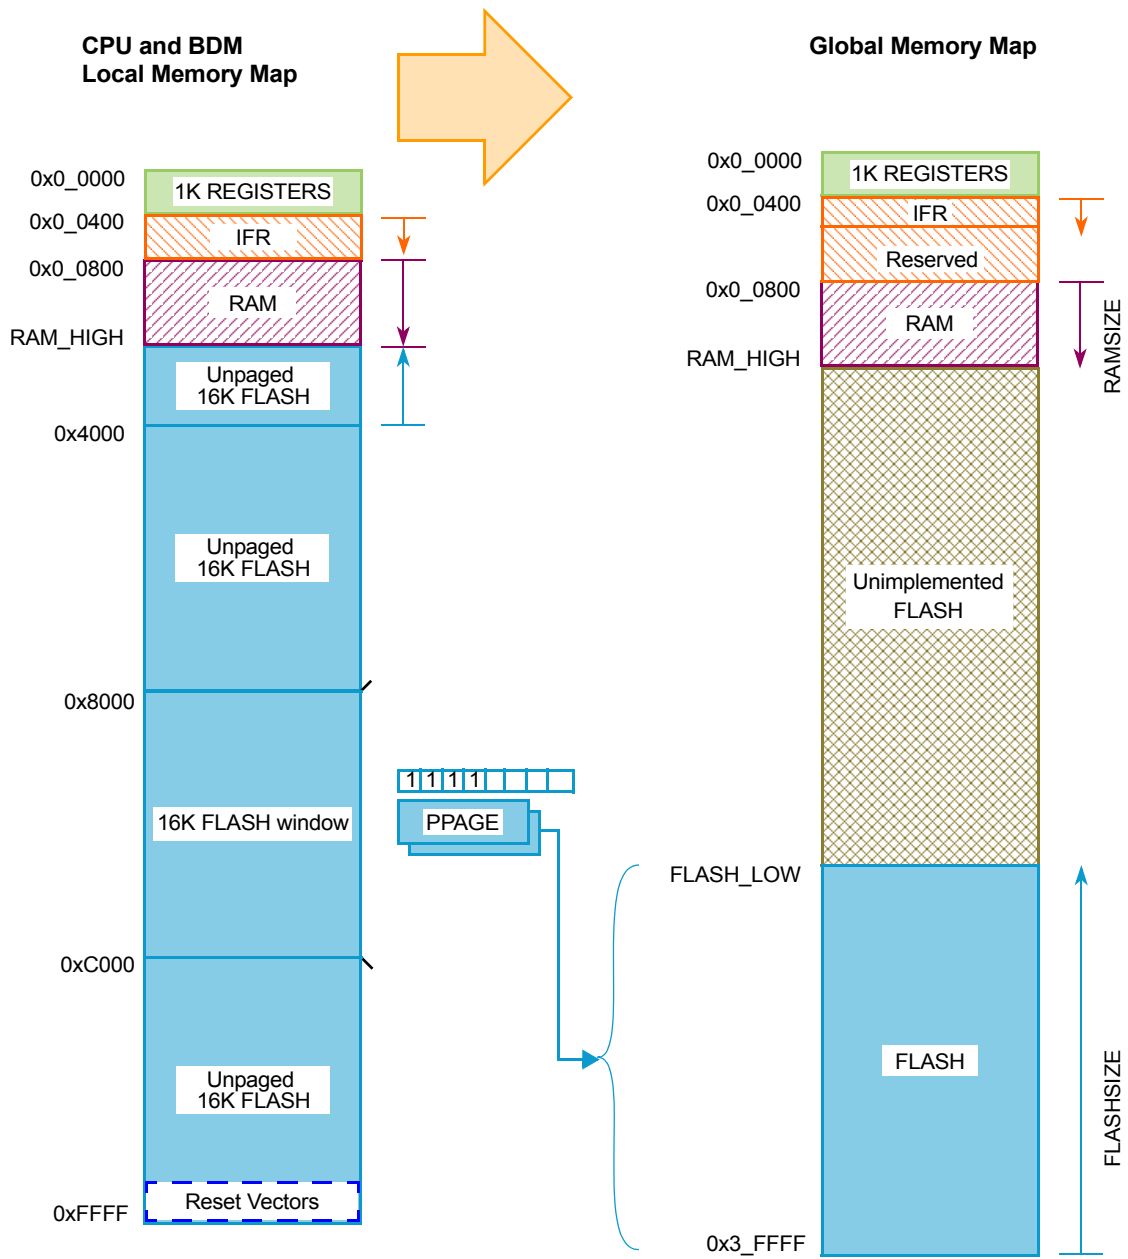 CPU and BDM
Local Memory Map
0x0_0000
1K REGISTERS
0x0_0400
IFR
0x0_0800
RAM
RAM_HIGH
Unpaged
16K FLASH
0x4000
Unpaged
16K FLASH
0x8000
16K FLASH window
0xC000
Unpaged
16K FLASH
Reset Vectors
0xFFFF
1 1 1 1
PPAGE
Global Memory Map
0x0_0000
1K REGISTERS
0x0_0400
IFR
Reserved
0x0_0800
RAM
RAM_HIGH
RAMSIZE
Unimplemented
FLASH
FLASH_LOW
FLASH
FLASHSIZE
0x3_FFFF